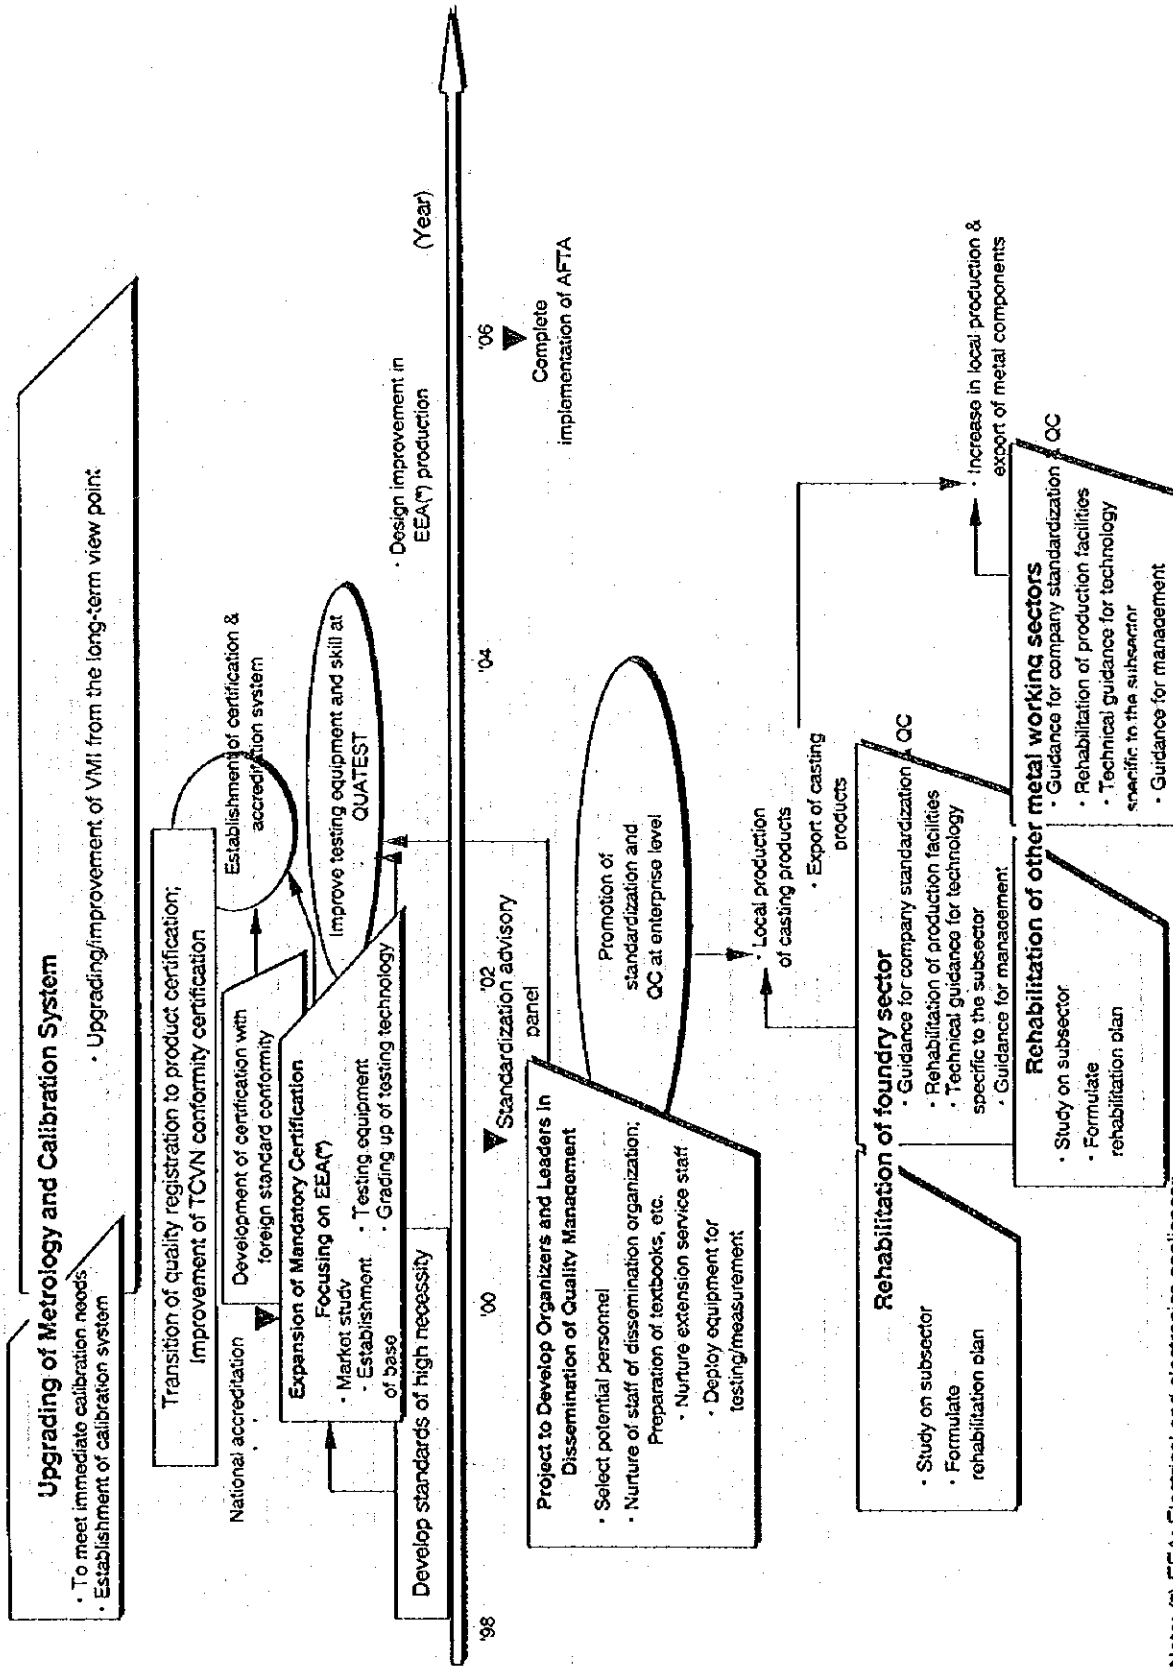 Upgrading of Metrology and Calibration System
· To meet immediate calibration needs
· Establishment of calibration system
· Upgrading/improvement of VMI from the long-term view point
Transition of quality registration to product certification;
Improvement of TCVN conformity certification
National accreditation
Development of certification with
foreign standard conformity
Establishment of certification &
accreditation system
Expansion of Mandatory Certification
Focusing on EEA(*)
· Market study
· Establishment
of base
· Testing equipment
· Grading up of testing technology
Improve testing equipment and skill at
QUATEST
· Design improvement in
EEA(*) production
Develop standards of high necessity
(Year)
'98
'00
'02
'04
'06
Standardization advisory
panel
Complete
implementation of AFTA
Project to Develop Organizers and Leaders in
Dissemination of Quality Management
· Select potential personnel
· Nurture of staff of dissemination organization;
Preparation of textbooks, etc.
· Nurture extension service staff
· Deploy equipment for
testing/measurement
Promotion of
standardization and
QC at enterprise level
· Local production
of casting products
· Export of casting
products
· Increase in local production &
export of metal components
Rehabilitation of foundry sector
· Study on subsector
· Formulate
rehabilitation plan
· Guidance for company standardization & QC
· Rehabilitation of production facilities
· Technical guidance for technology
specific to the subsector
· Guidance for management
Rehabilitation of other metal working sectors
· Study on subsector
· Formulate
rehabilitation plan
· Guidance for company standardization & QC
· Rehabilitation of production facilities
· Technical guidance for technology
specific to the subsector
· Guidance for management
(*) EEA: Electrical and electronic